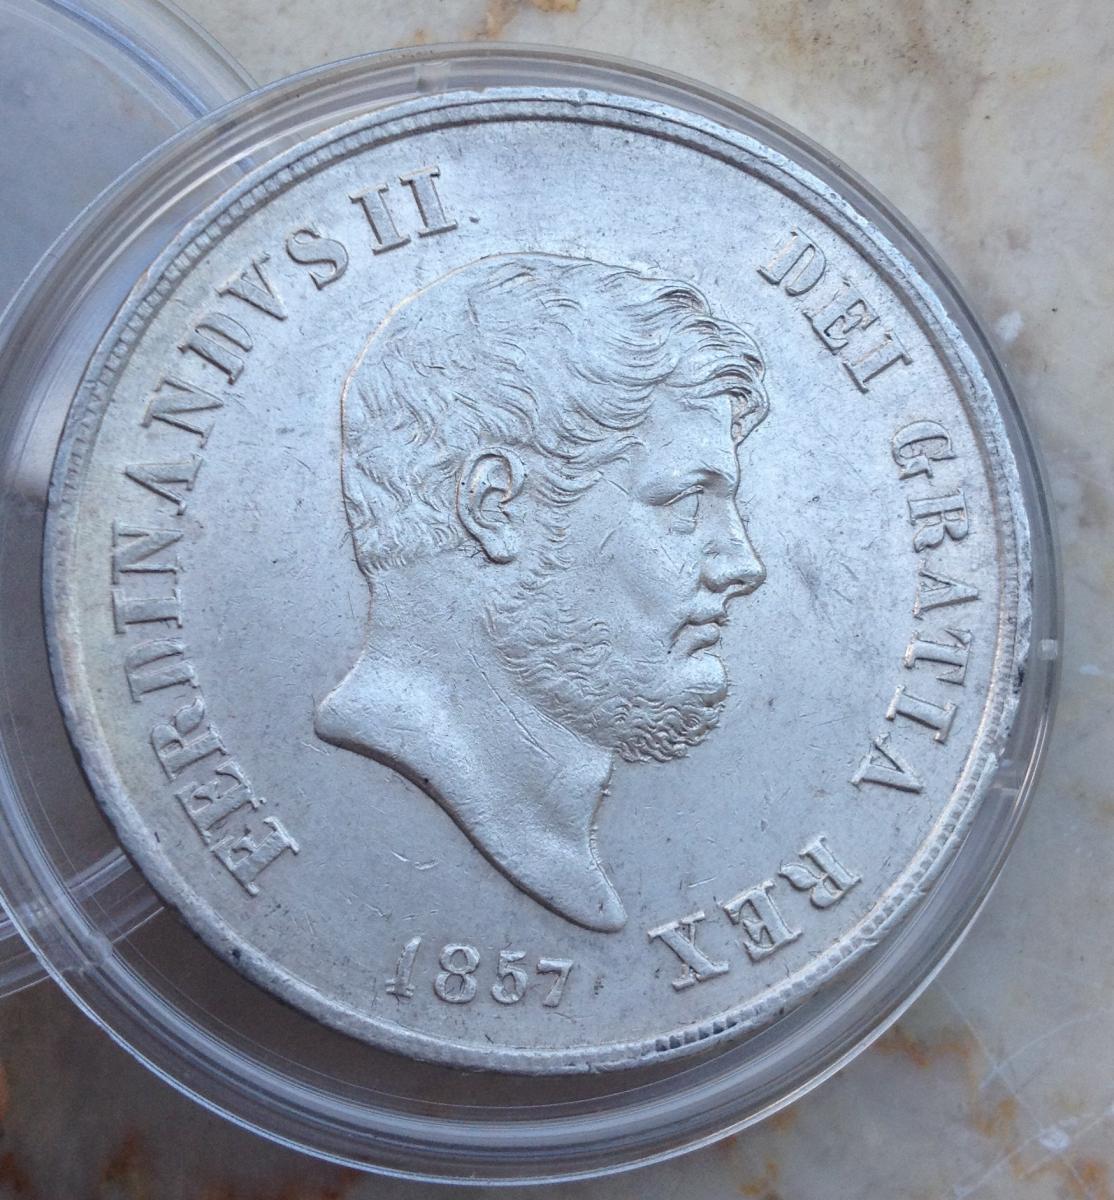 FERDINANDVS II. DEI GRATIA REX
1857